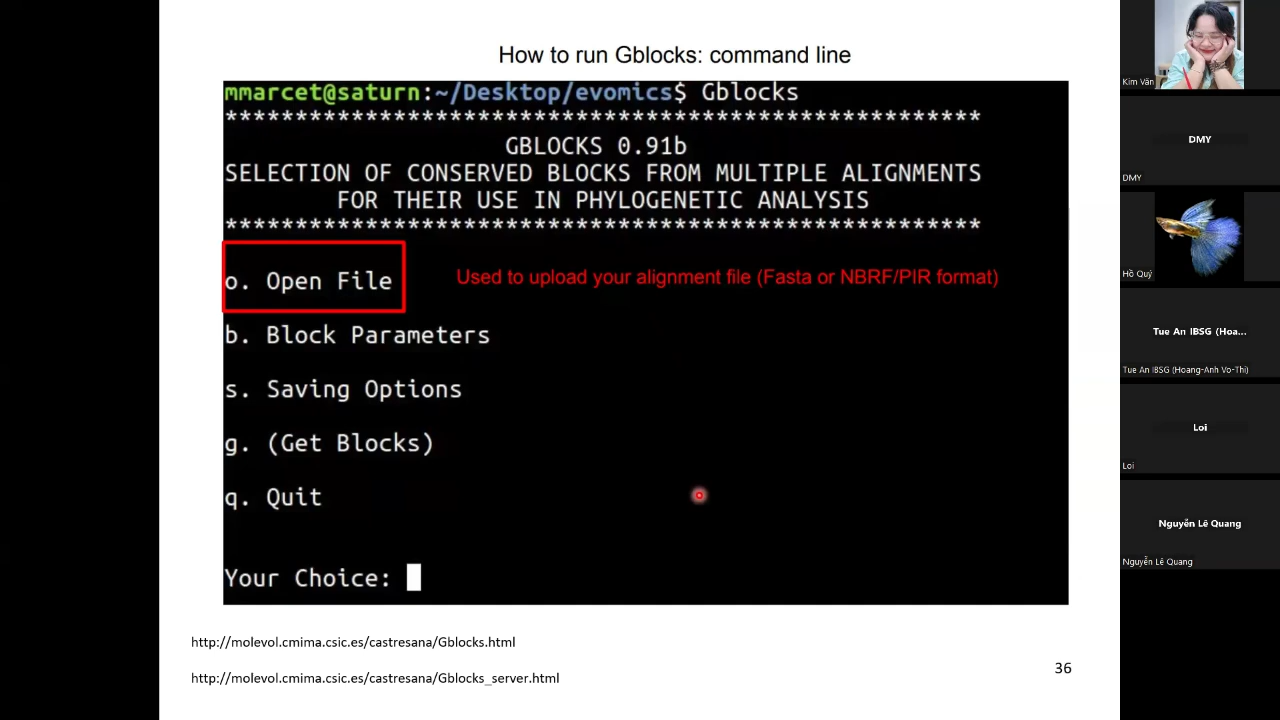 How to run Gblocks: command line
mmarcet@saturn:~/Desktop/evomics$ Gblocks
******************************************************
GBLOCKS 0.91b
SELECTION OF CONSERVED BLOCKS FROM MULTIPLE ALIGNMENTS
FOR THEIR USE IN PHYLOGENETIC ANALYSIS
******************************************************
o. Open File
Used to upload your alignment file (Fasta or NBRF/PIR format)
b. Block Parameters
s. Saving Options
g. (Get Blocks)
q. Quit
Your Choice:
http://molevol.cmima.csic.es/castresana/Gblocks.html
http://molevol.cmima.csic.es/castresana/Gblocks_server.html
36
Kim Vân
DMY
DMY
Hồ Quý
Tue An IBSG (Hoa...
Tue An IBSG (Hoang-Anh Vo-Thi)
Loi
Loi
Nguyễn Lê Quang
Nguyễn Lê Quang